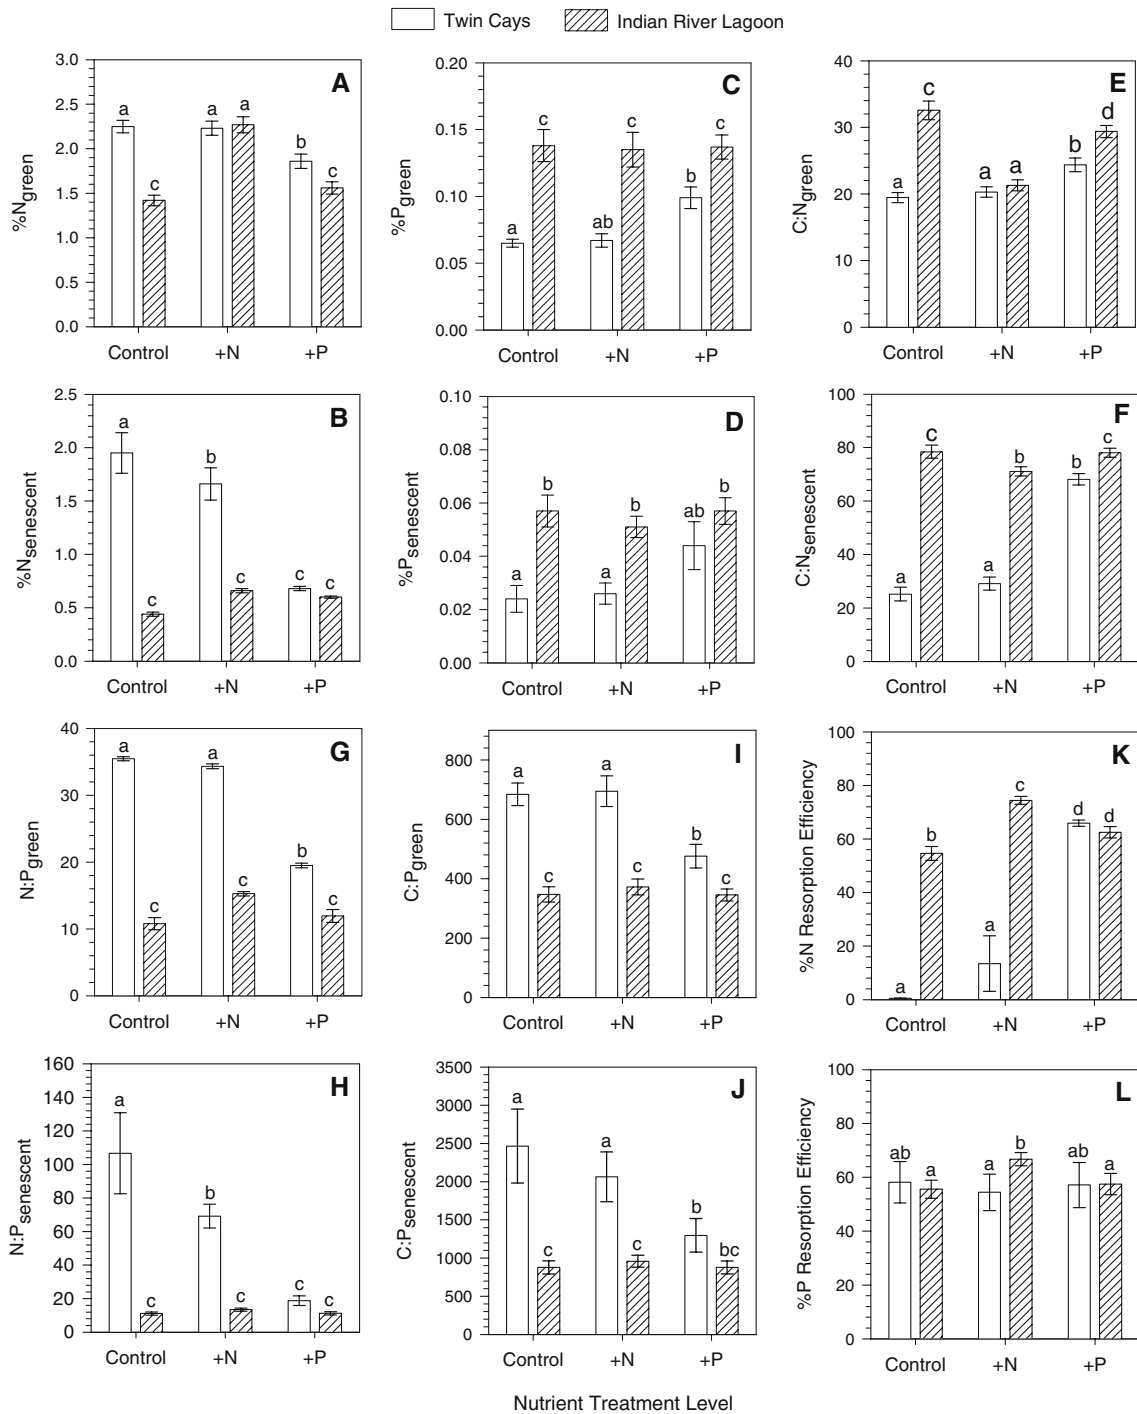 Twin Cays
Indian River Lagoon
A
%Ngreen
3.0
2.5
2.0
1.5
1.0
0.5
0.0
a
c
a
a
b
c
Control
+N
+P
C
%Pgreen
0.20
0.15
0.10
0.05
0.00
a
c
ab
c
b
c
Control
+N
+P
E
C:Ngreen
40
30
20
10
0
a
c
a
a
b
d
Control
+N
+P
B
%Nsenescent
2.5
2.0
1.5
1.0
0.5
0.0
a
c
b
c
c
c
Control
+N
+P
D
%Psenescent
0.10
0.08
0.06
0.04
0.02
0.00
a
b
a
b
ab
b
Control
+N
+P
F
C:Nsenescent
100
80
60
40
20
0
a
c
a
b
b
c
Control
+N
+P
G
N:Pgreen
40
30
20
10
0
a
c
a
c
b
c
Control
+N
+P
I
C:Pgreen
800
600
400
200
0
a
c
a
c
b
c
Control
+N
+P
K
%N Resorption Efficiency
100
80
60
40
20
0
a
b
a
c
d
d
Control
+N
+P
H
N:Psenescent
160
140
120
100
80
60
40
20
0
a
c
b
c
c
c
Control
+N
+P
J
C:Psenescent
3500
3000
2500
2000
1500
1000
500
0
a
c
a
c
b
bc
Control
+N
+P
L
%P Resorption Efficiency
100
80
60
40
20
0
ab
a
a
b
ab
a
Control
+N
+P
Nutrient Treatment Level